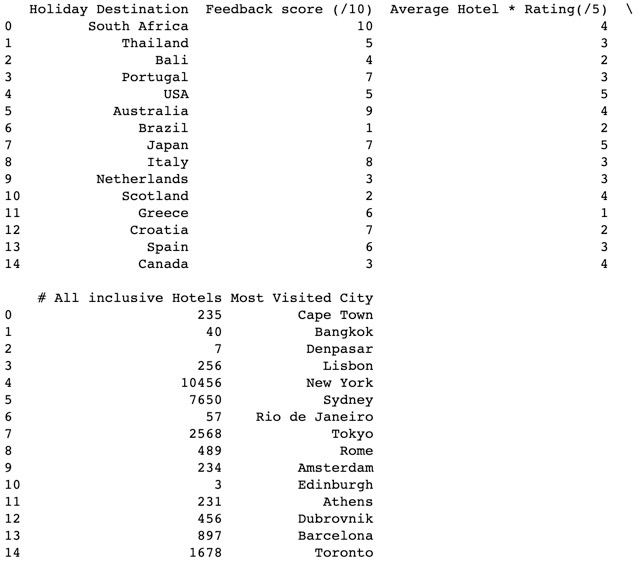 Holiday Destination  Feedback score (/10)  Average Hotel * Rating(/5)  \
0 South Africa 10 4
1 Thailand 5 3
2 Bali 4 2
3 Portugal 7 3
4 USA 5 5
5 Australia 9 4
6 Brazil 1 2
7 Japan 7 5
8 Italy 8 3
9 Netherlands 3 3
10 Scotland 2 4
11 Greece 6 1
12 Croatia 7 2
13 Spain 6 3
14 Canada 3 4
# All inclusive Hotels Most Visited City
0 235 Cape Town
1 40 Bangkok
2 7 Denpasar
3 256 Lisbon
4 10456 New York
5 7650 Sydney
6 57 Rio de Janeiro
7 2568 Tokyo
8 489 Rome
9 234 Amsterdam
10 3 Edinburgh
11 231 Athens
12 456 Dubrovnik
13 897 Barcelona
14 1678 Toronto